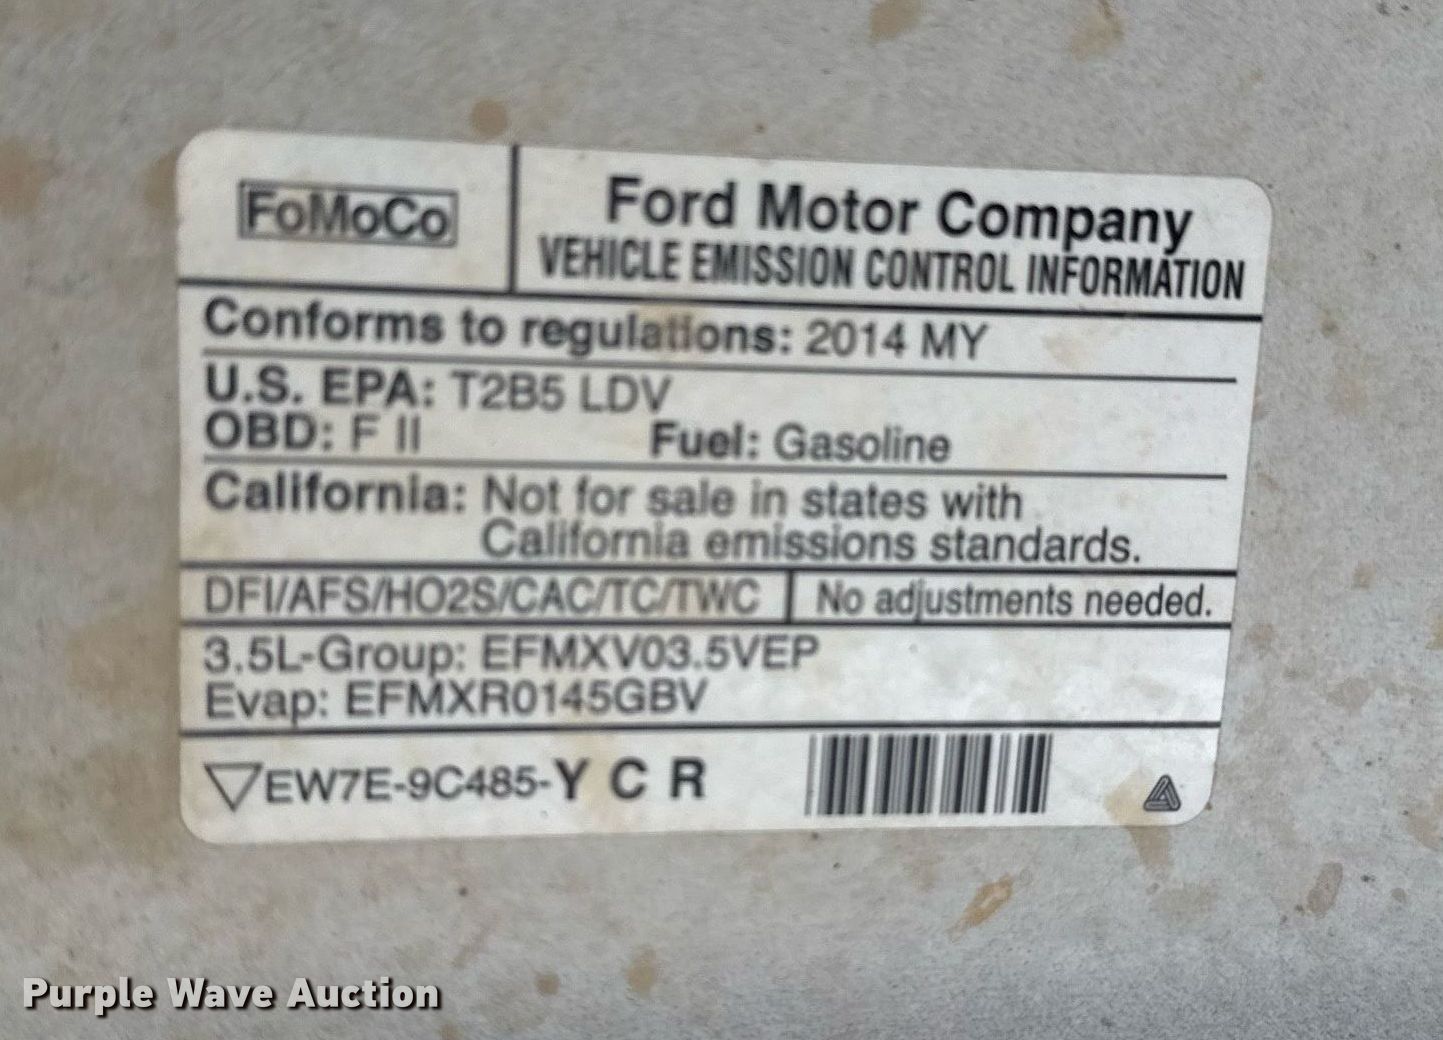 FoMoCo
Ford Motor Company
VEHICLE EMISSION CONTROL INFORMATION
Conforms to regulations: 2014 MY
U.S. EPA: T2B5 LDV
OBD: F II Fuel: Gasoline
California: Not for sale in states with
California emissions standards.
DFI/AFS/HO2S/CAC/TC/TWC No adjustments needed.
3.5L-Group: EFMXV03.5VEP
Evap: EFMXR0145GBV
EW7E-9C485-Y C R
Purple Wave Auction